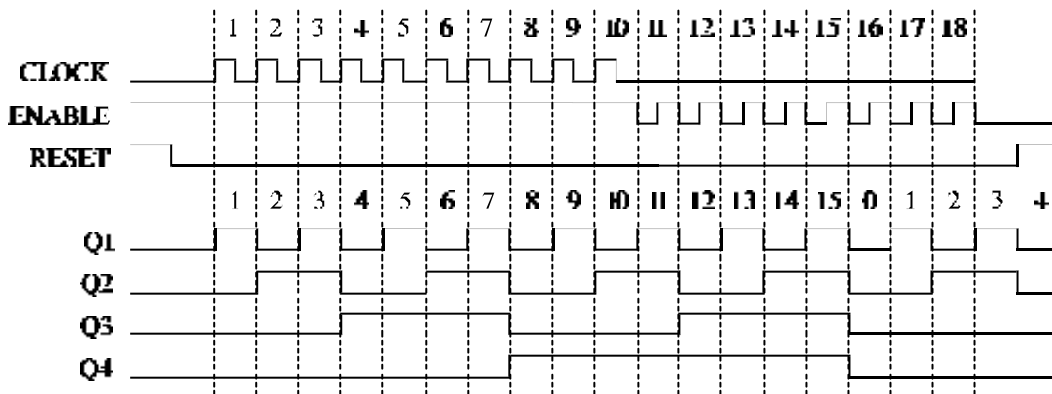 1 2 3 4 5 6 7 8 9 10 11 12 13 14 15 16 17 18
CLOCK
ENABLE
RESET
1 2 3 4 5 6 7 8 9 10 11 12 13 14 15 0 1 2 3 4
Q1
Q2
Q3
Q4